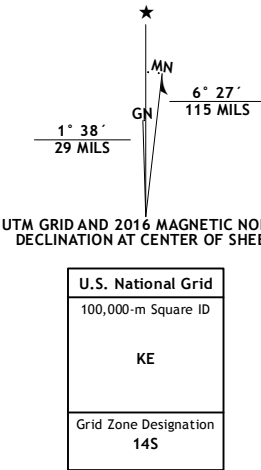 ★
MN
GN
6° 27´
115 MILS
1° 38´
29 MILS
UTM GRID AND 2016 MAGNETIC NO
DECLINATION AT CENTER OF SHEE
U.S. National Grid
100,000-m Square ID
KE
Grid Zone Designation
14S